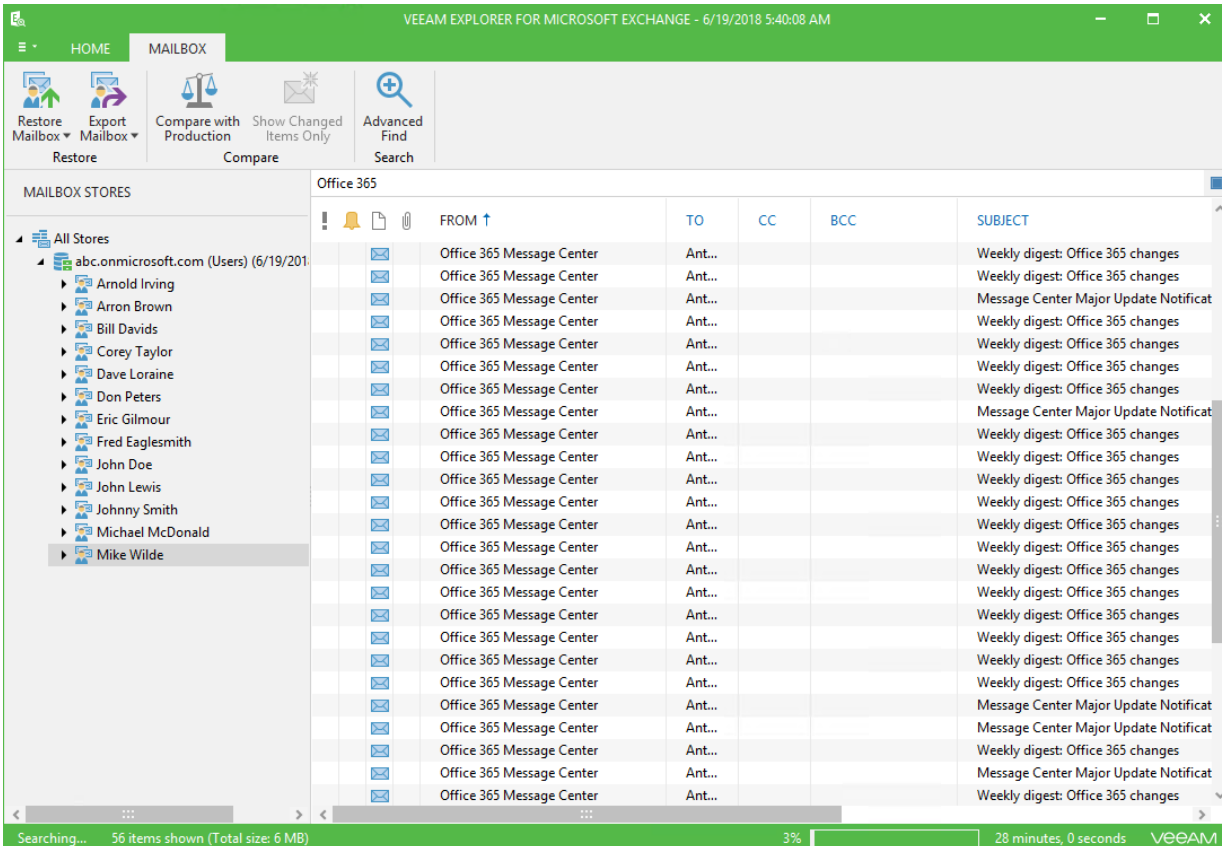 VEEAM EXPLORER FOR MICROSOFT EXCHANGE - 6/19/2018 5:40:08 AM
HOME MAILBOX
Restore Mailbox
Export Mailbox
Compare with Production
Show Changed Items Only
Advanced Find
Restore Compare Search
MAILBOX STORES
All Stores
abc.onmicrosoft.com (Users) (6/19/201
Arnold Irving
Arron Brown
Bill Davids
Corey Taylor
Dave Loraine
Don Peters
Eric Gilmour
Fred Eaglesmith
John Doe
John Lewis
Johnny Smith
Michael McDonald
Mike Wilde
Office 365
FROM TO CC BCC SUBJECT
Office 365 Message Center Ant... Weekly digest: Office 365 changes
Office 365 Message Center Ant... Weekly digest: Office 365 changes
Office 365 Message Center Ant... Message Center Major Update Notificat
Office 365 Message Center Ant... Weekly digest: Office 365 changes
Office 365 Message Center Ant... Weekly digest: Office 365 changes
Office 365 Message Center Ant... Weekly digest: Office 365 changes
Office 365 Message Center Ant... Weekly digest: Office 365 changes
Office 365 Message Center Ant... Message Center Major Update Notificat
Office 365 Message Center Ant... Weekly digest: Office 365 changes
Office 365 Message Center Ant... Weekly digest: Office 365 changes
Office 365 Message Center Ant... Weekly digest: Office 365 changes
Office 365 Message Center Ant... Weekly digest: Office 365 changes
Office 365 Message Center Ant... Weekly digest: Office 365 changes
Office 365 Message Center Ant... Weekly digest: Office 365 changes
Office 365 Message Center Ant... Weekly digest: Office 365 changes
Office 365 Message Center Ant... Weekly digest: Office 365 changes
Office 365 Message Center Ant... Weekly digest: Office 365 changes
Office 365 Message Center Ant... Weekly digest: Office 365 changes
Office 365 Message Center Ant... Weekly digest: Office 365 changes
Office 365 Message Center Ant... Weekly digest: Office 365 changes
Office 365 Message Center Ant... Message Center Major Update Notificat
Office 365 Message Center Ant... Message Center Major Update Notificat
Office 365 Message Center Ant... Weekly digest: Office 365 changes
Office 365 Message Center Ant... Message Center Major Update Notificat
Office 365 Message Center Ant... Weekly digest: Office 365 changes
Searching... 56 items shown (Total size: 6 MB) 3% 28 minutes, 0 seconds veeAM